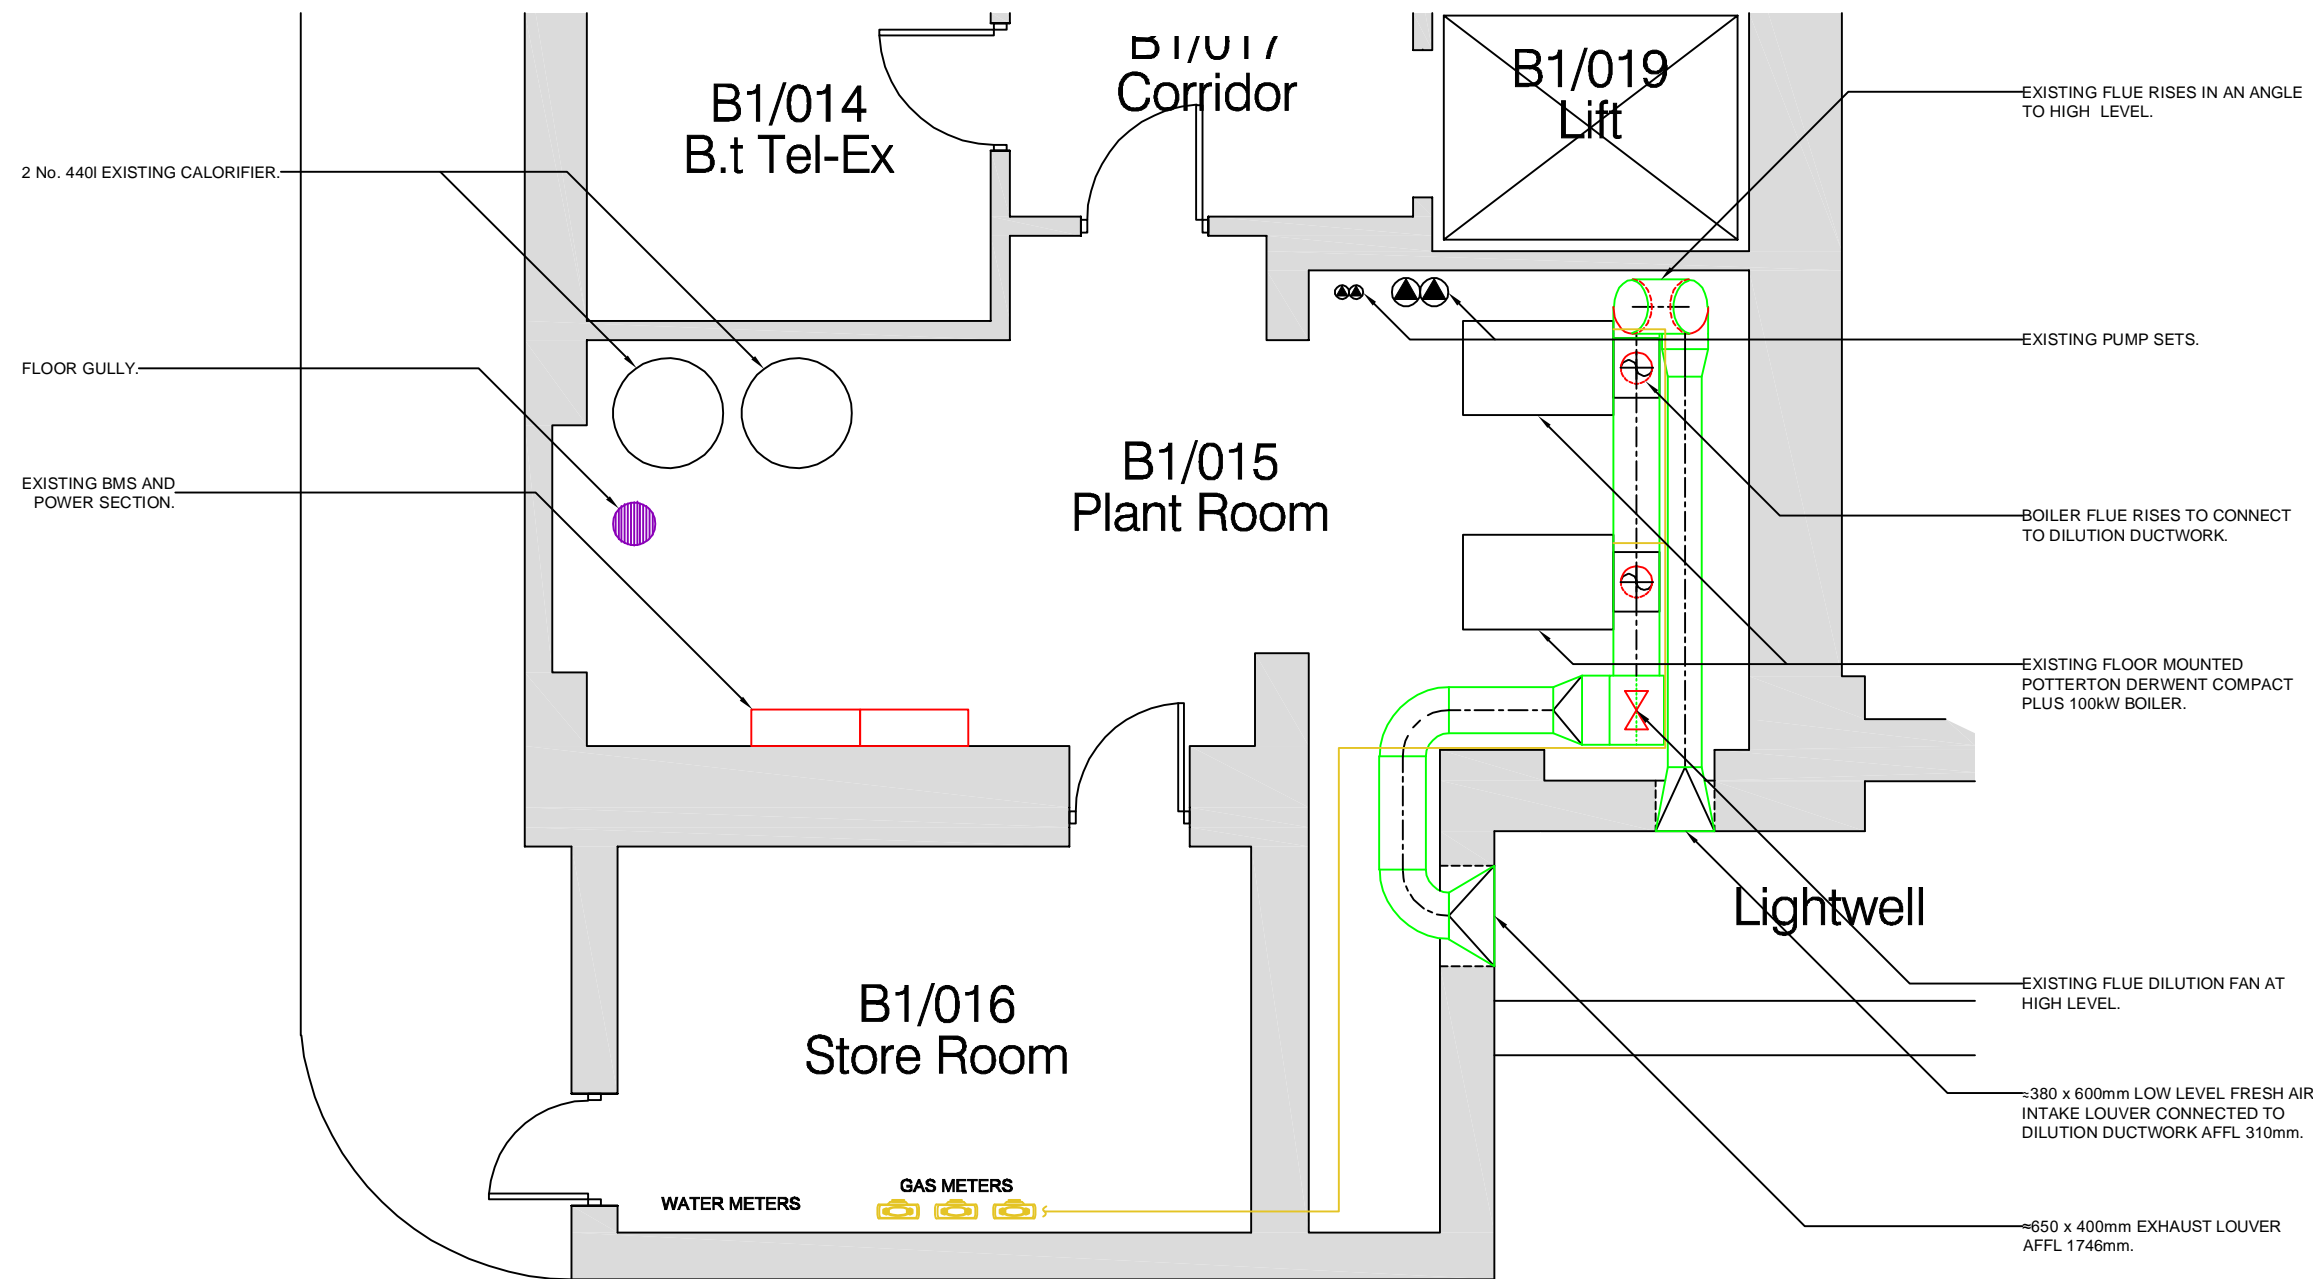 B1/017
Corridor
B1/019
Lift
B1/014
B.t Tel-Ex
EXISTING FLUE RISES IN AN ANGLE
TO HIGH LEVEL.
2 No. 440l EXISTING CALORIFIER.
EXISTING PUMP SETS.
FLOOR GULLY.
B1/015
Plant Room
EXISTING BMS AND
POWER SECTION.
BOILER FLUE RISES TO CONNECT
TO DILUTION DUCTWORK.
EXISTING FLOOR MOUNTED
POTTERTON DERWENT COMPACT
PLUS 100kW BOILER.
Lightwell
EXISTING FLUE DILUTION FAN AT
HIGH LEVEL.
B1/016
Store Room
≈380 x 600mm LOW LEVEL FRESH AIR
INTAKE LOUVER CONNECTED TO
DILUTION DUCTWORK AFFL 310mm.
GAS METERS
WATER METERS
≈650 x 400mm EXHAUST LOUVER
AFFL 1746mm.